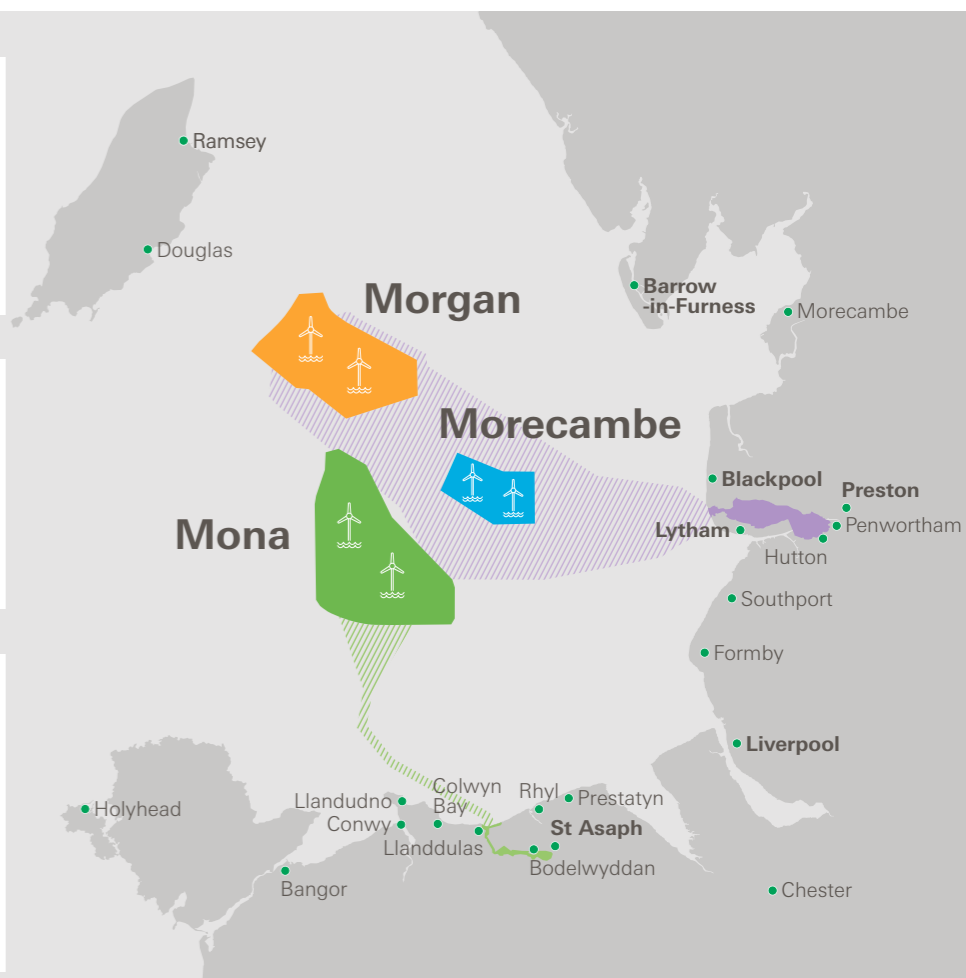 Ramsey
Douglas
Morgan
Barrow
-in-Furness
Morecambe
Morecambe
Blackpool
Preston
Mona
Lytham
Penwortham
Hutton
Southport
Formby
Liverpool
Holyhead
Llandudno
Colwyn
Bay
Rhyl
Prestatyn
Conwy
St Asaph
Llanddulas
Bodelwyddan
Bangor
Chester